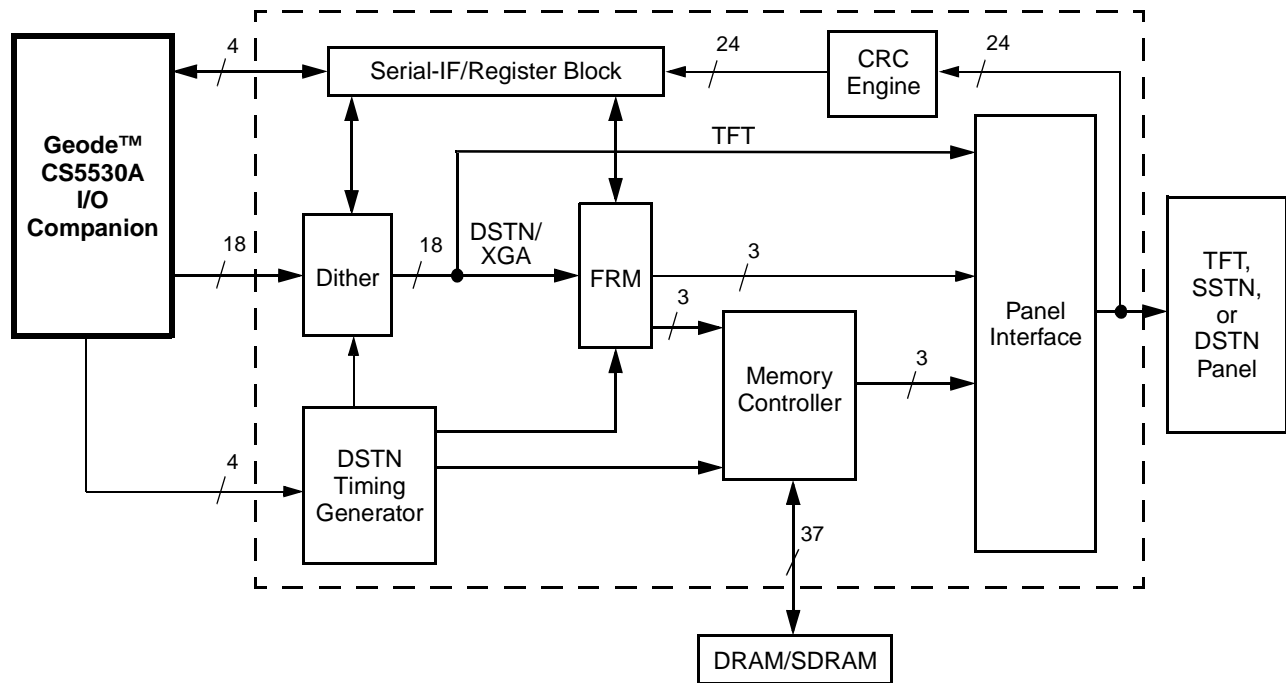 4
Serial-IF/Register Block
24
CRC
Engine
24
Geode™
CS5530A
I/O
Companion
TFT
18
Dither
18
DSTN/
XGA
FRM
3
3
Panel
Interface
TFT,
SSTN,
or
DSTN
Panel
Memory
Controller
3
4
DSTN
Timing
Generator
37
DRAM/SDRAM